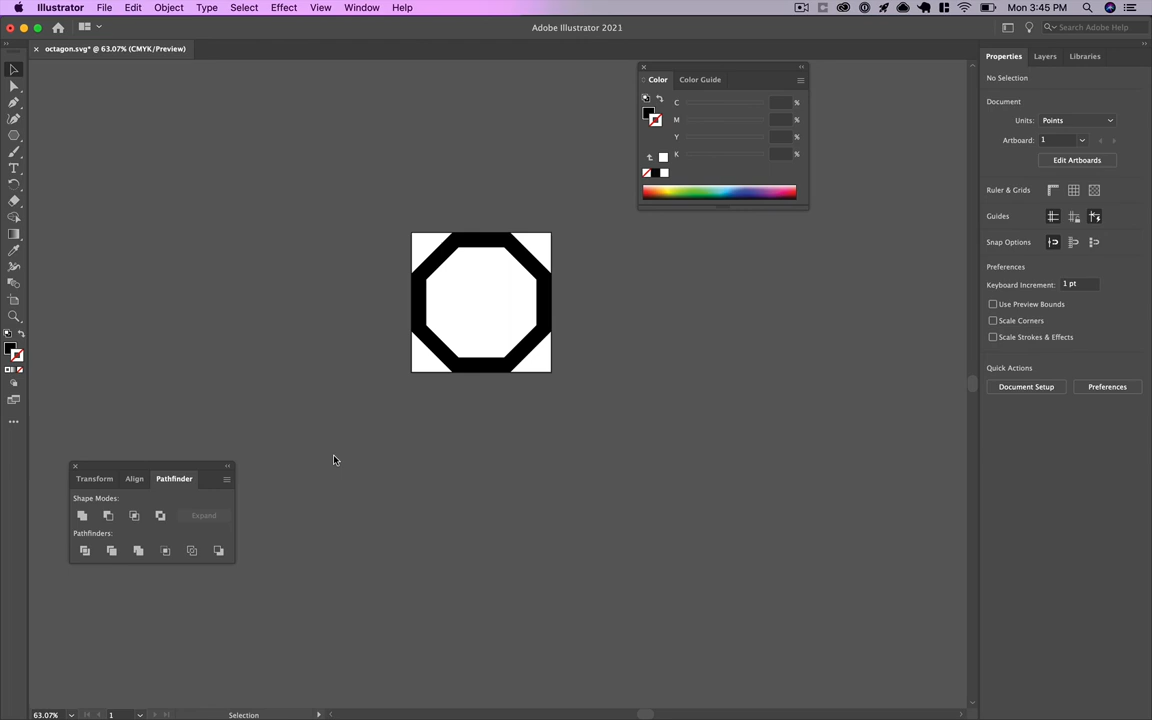 Illustrator File Edit Object Type Select Effect View Window Help
Mon 3:45 PM
Adobe Illustrator 2021
Search Adobe Help
× octagon.svg* @ 63.07% (CMYK/Preview)
Color Color Guide
C %
M %
Y %
K %
Properties Layers Libraries
No Selection
Document
Units: Points
Artboard: 1
Edit Artboards
Ruler & Grids
Guides
Snap Options
Preferences
Keyboard Increment: 1 pt
Use Preview Bounds
Scale Corners
Scale Strokes & Effects
Quick Actions
Document Setup Preferences
Transform Align Pathfinder
Shape Modes:
Expand
Pathfinders:
63.07% 1 Selection